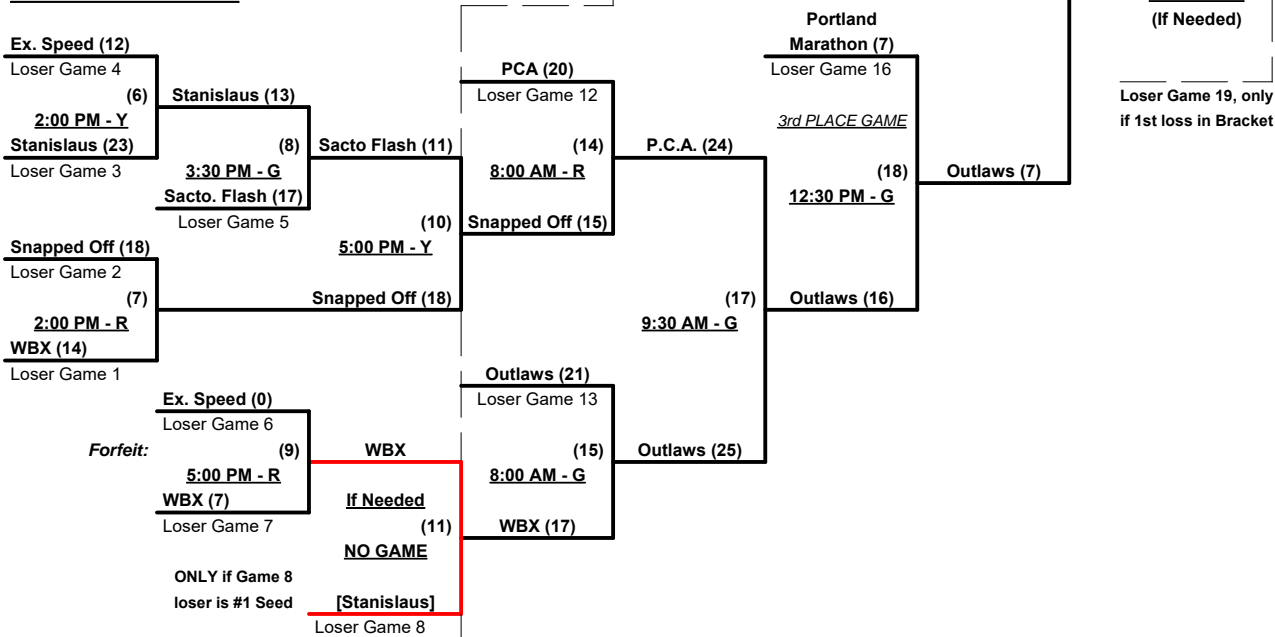 Portland
(If Needed)
Ex. Speed (12)
Marathon (7)
Loser Game 4
PCA (20)
Loser Game 16
(6)
Stanislaus (13)
Loser Game 12
Loser Game 19, only
2:00 PM - Y
3rd PLACE GAME
if 1st loss in Bracket
Stanislaus (23)
(8)
Sacto Flash (11)
(14)
P.C.A. (24)
Loser Game 3
3:30 PM - G
8:00 AM - R
(18)
Outlaws (7)
Sacto. Flash (17)
12:30 PM - G
Loser Game 5
(10)
Snapped Off (15)
Snapped Off (18)
5:00 PM - Y
Loser Game 2
(7)
Snapped Off (18)
(17)
Outlaws (16)
2:00 PM - R
9:30 AM - G
WBX (14)
Loser Game 1
Outlaws (21)
Ex. Speed (0)
Loser Game 13
Loser Game 6
Forfeit:
(9)
WBX
(15)
Outlaws (25)
5:00 PM - R
8:00 AM - G
WBX (7)
If Needed
Loser Game 7
(11)
WBX (17)
NO GAME
ONLY if Game 8
loser is #1 Seed
[Stanislaus]
Loser Game 8